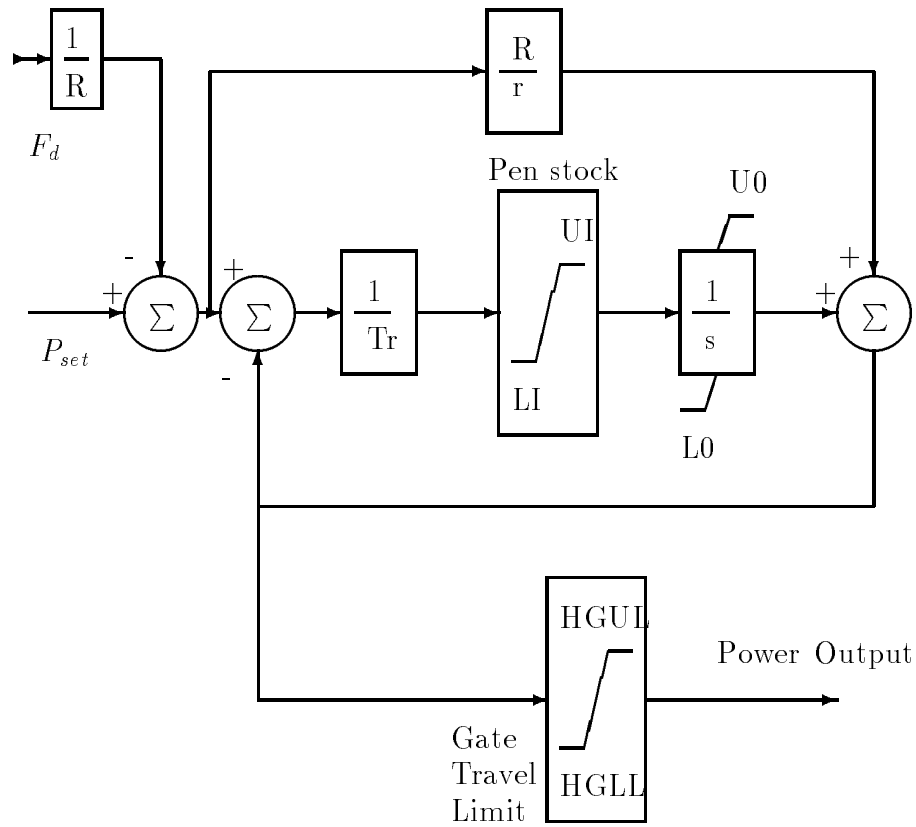 1
R
F_d
R
r
Pen stock
U0
UI
-
+
+
+
+
Σ
Σ
1
Tr
1
s
Σ
P_set
-
LI
L0
HGUL
Power Output
Gate
Travel
Limit
HGLL